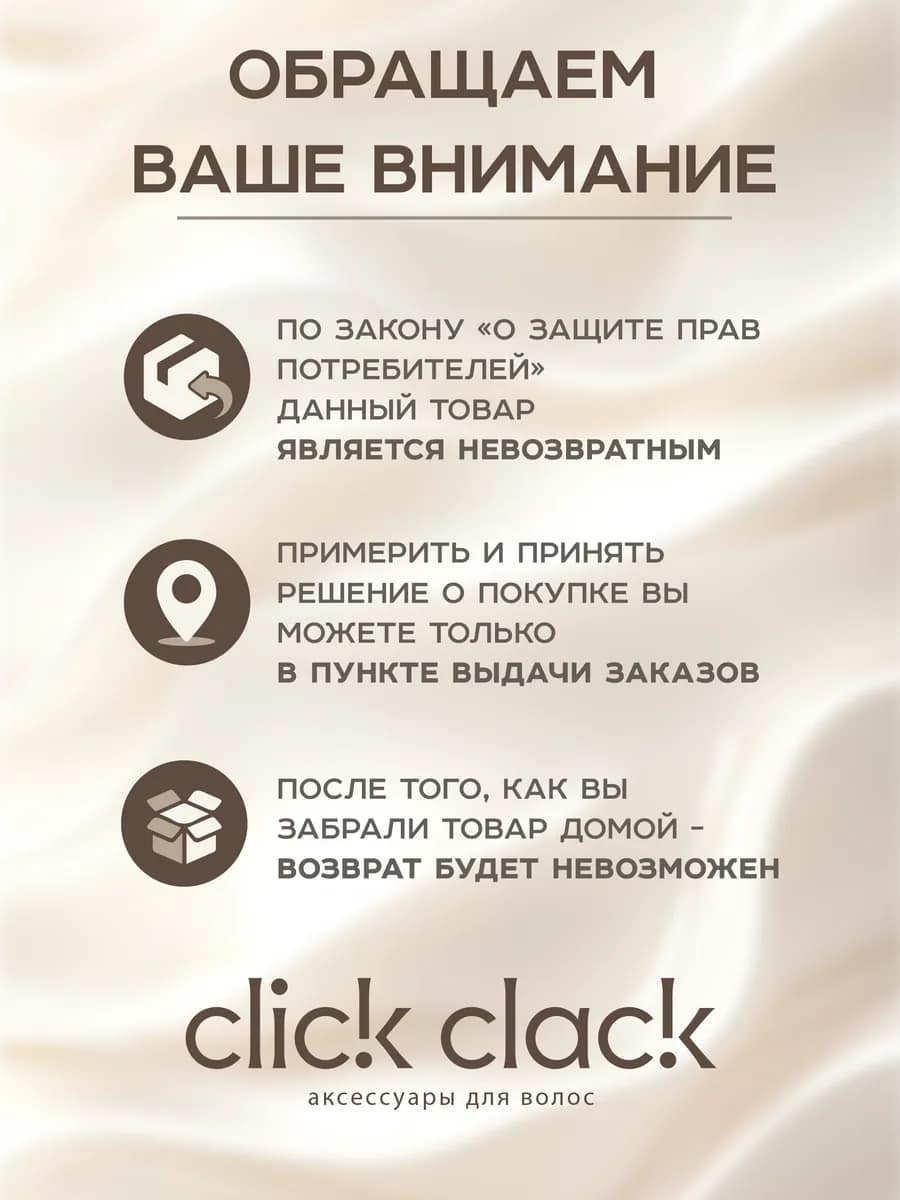 ОБРАЩАЕМ
ВАШЕ ВНИМАНИЕ
ПО ЗАКОНУ «О ЗАЩИТЕ ПРАВ
ПОТРЕБИТЕЛЕЙ»
ДАННЫЙ ТОВАР
ЯВЛЯЕТСЯ НЕВОЗВРАТНЫМ
ПРИМЕРИТЬ И ПРИНЯТЬ
РЕШЕНИЕ О ПОКУПКЕ ВЫ
МОЖЕТЕ ТОЛЬКО
В ПУНКТЕ ВЫДАЧИ ЗАКАЗОВ
ПОСЛЕ ТОГО, КАК ВЫ
ЗАБРАЛИ ТОВАР ДОМОЙ –
ВОЗВРАТ БУДЕТ НЕВОЗМОЖЕН
click clack
аксессуары для волос